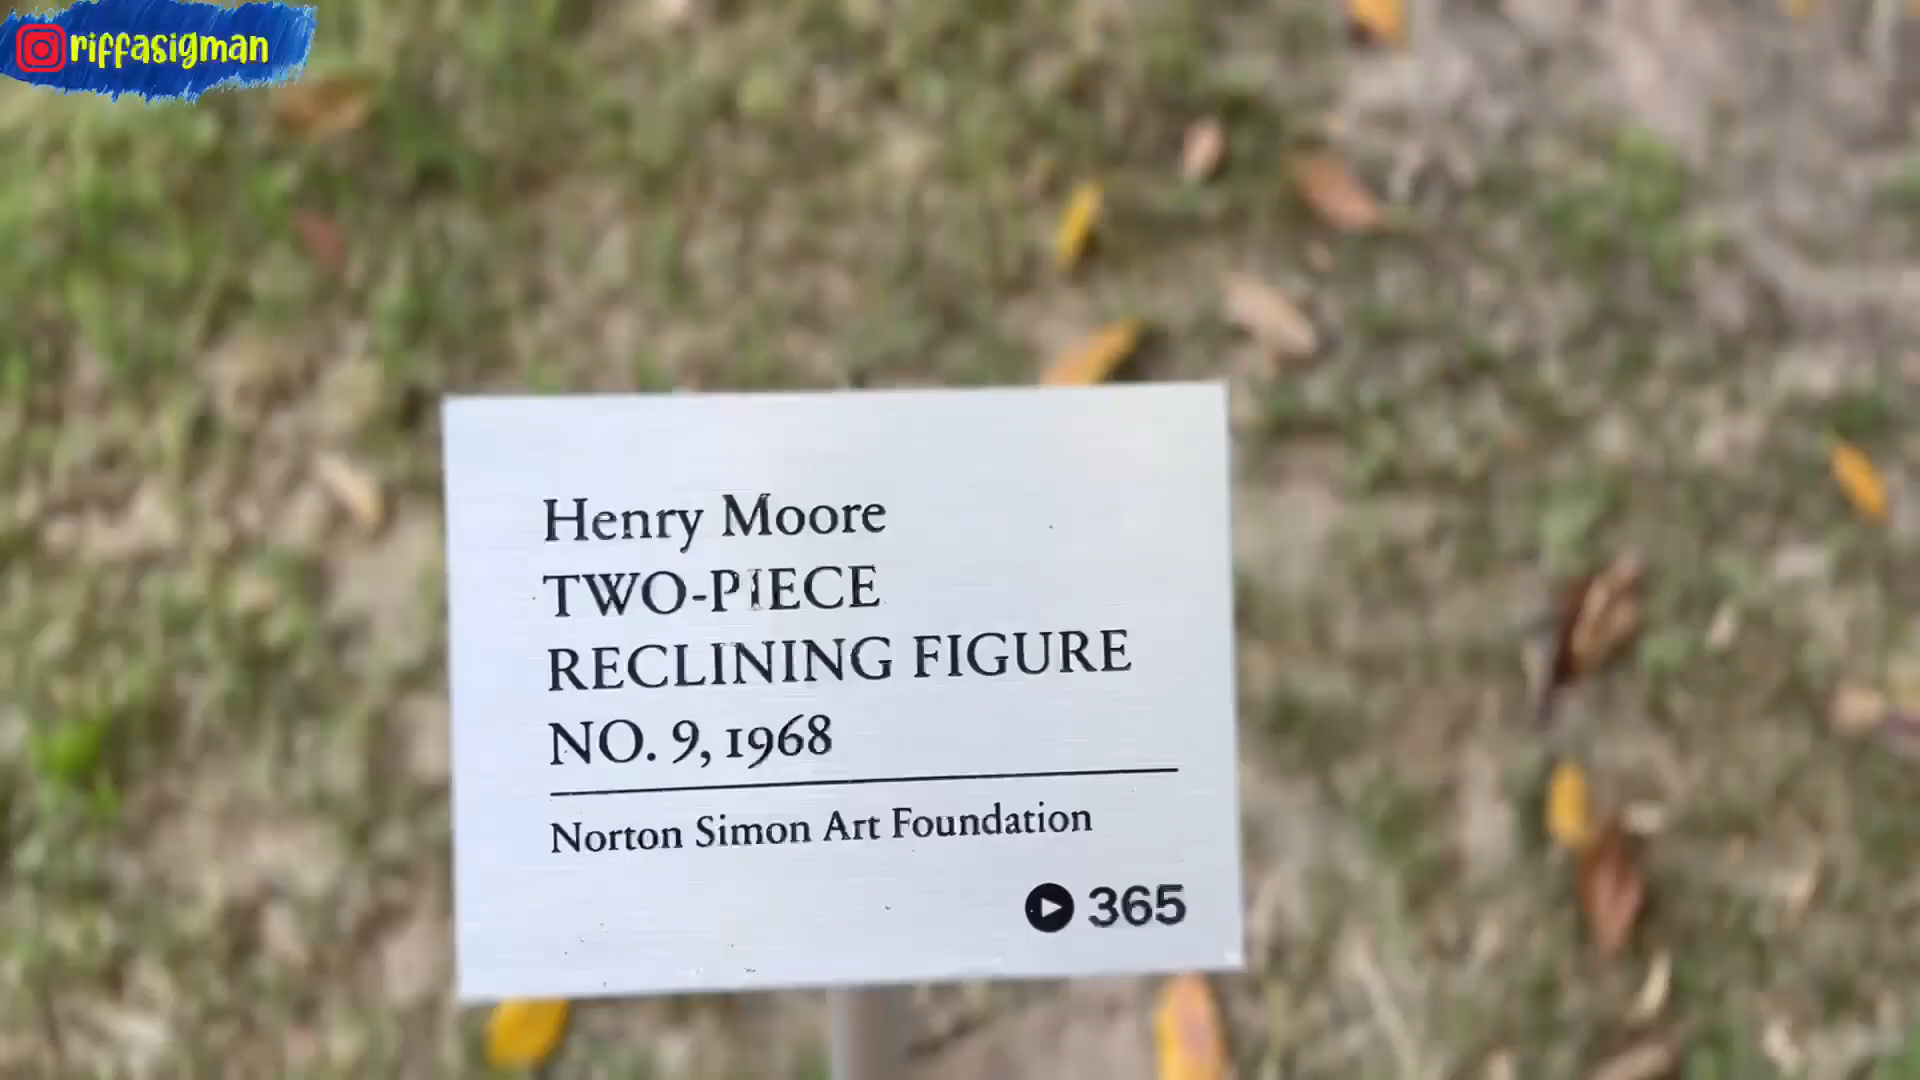 riffasigman
Henry Moore
TWO-PIECE
RECLINING FIGURE
NO. 9, 1968
Norton Simon Art Foundation
365